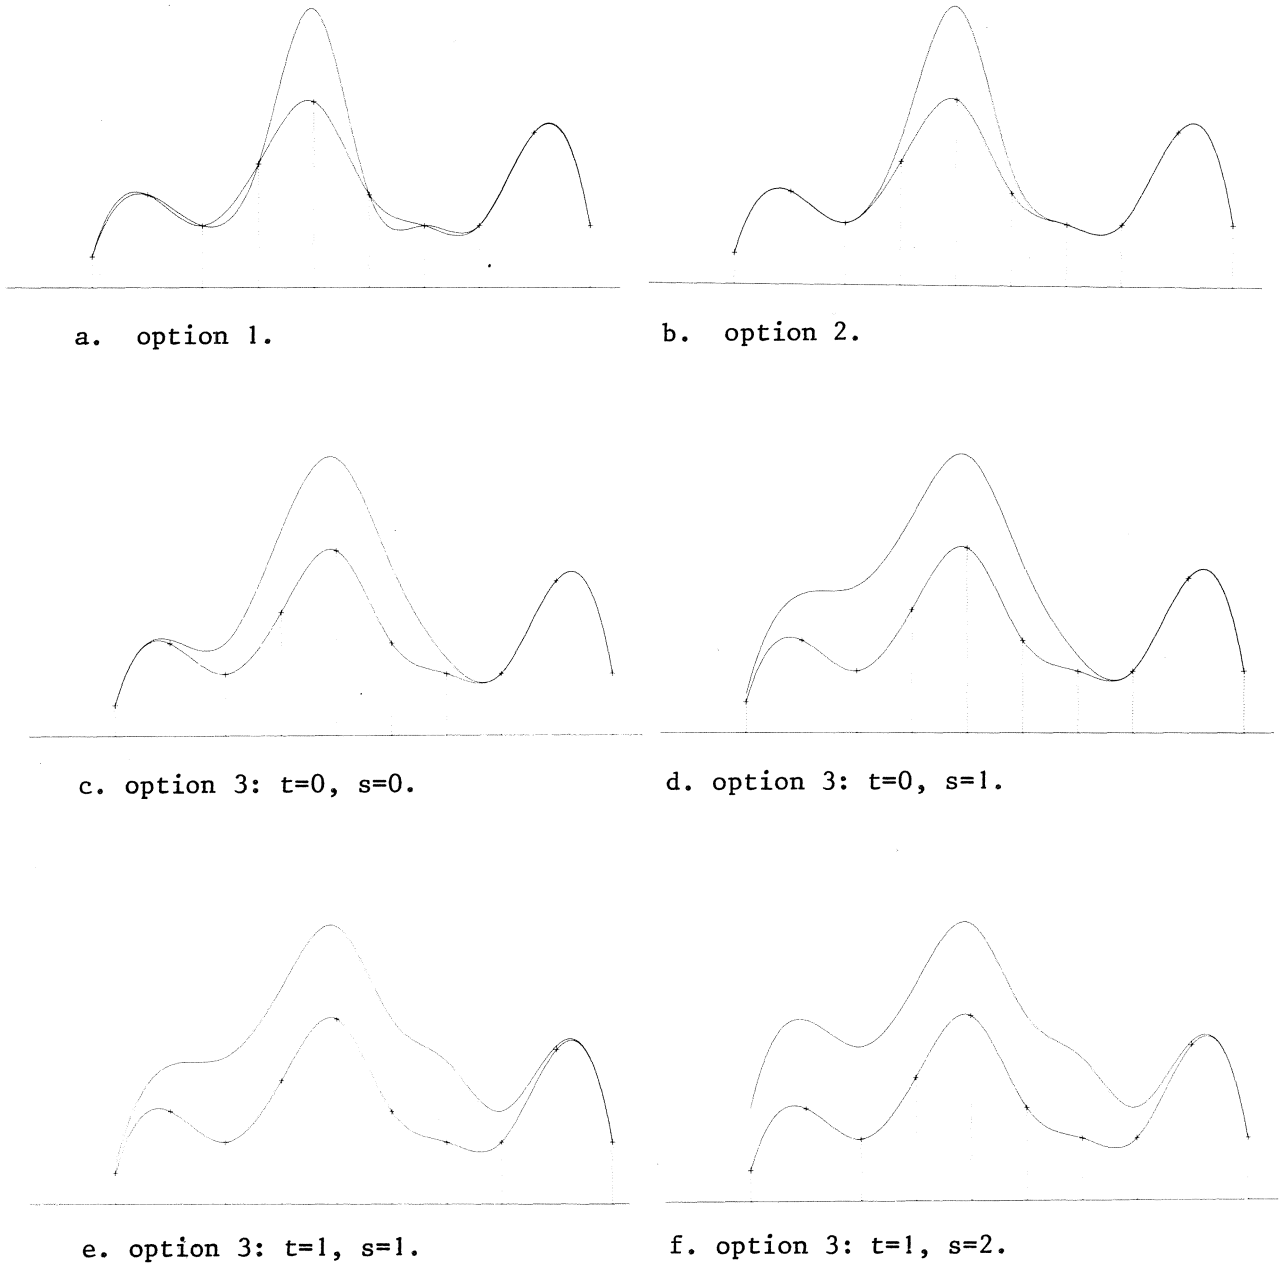 a. option 1.
b. option 2.
c. option 3: t=0, s=0.
d. option 3: t=0, s=1.
e. option 3: t=1, s=1.
f. option 3: t=1, s=2.